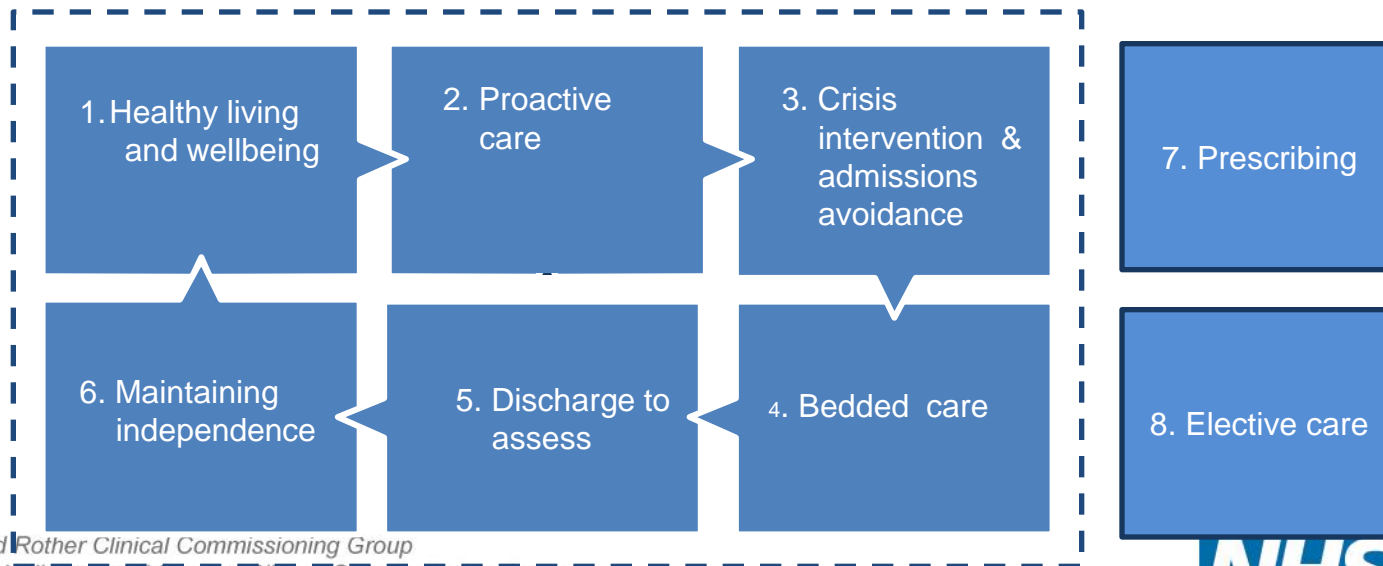 1. Healthy living
and wellbeing
2. Proactive
care
3. Crisis
intervention &
admissions
avoidance
7. Prescribing
6. Maintaining
independence
5. Discharge to
assess
4. Bedded care
8. Elective care
d Rother Clinical Commissioning Group
NHS